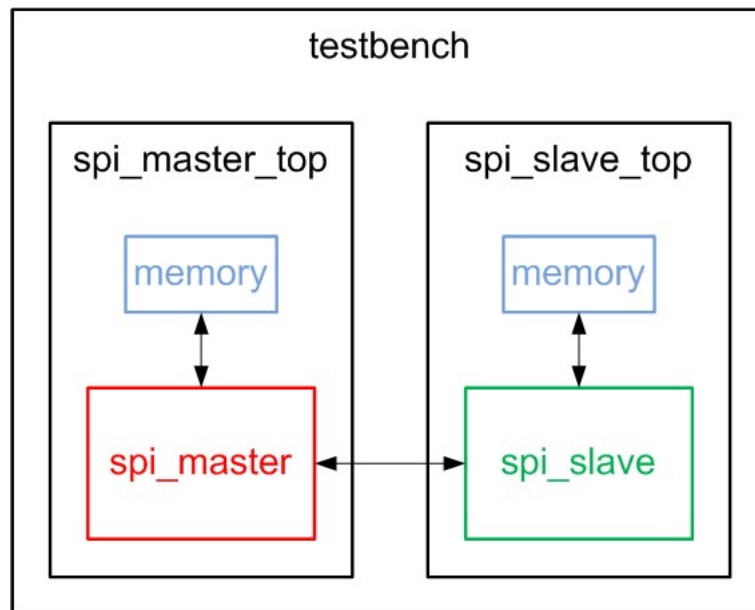 testbench
spi_master_top
spi_slave_top
memory
memory
spi_master
spi_slave